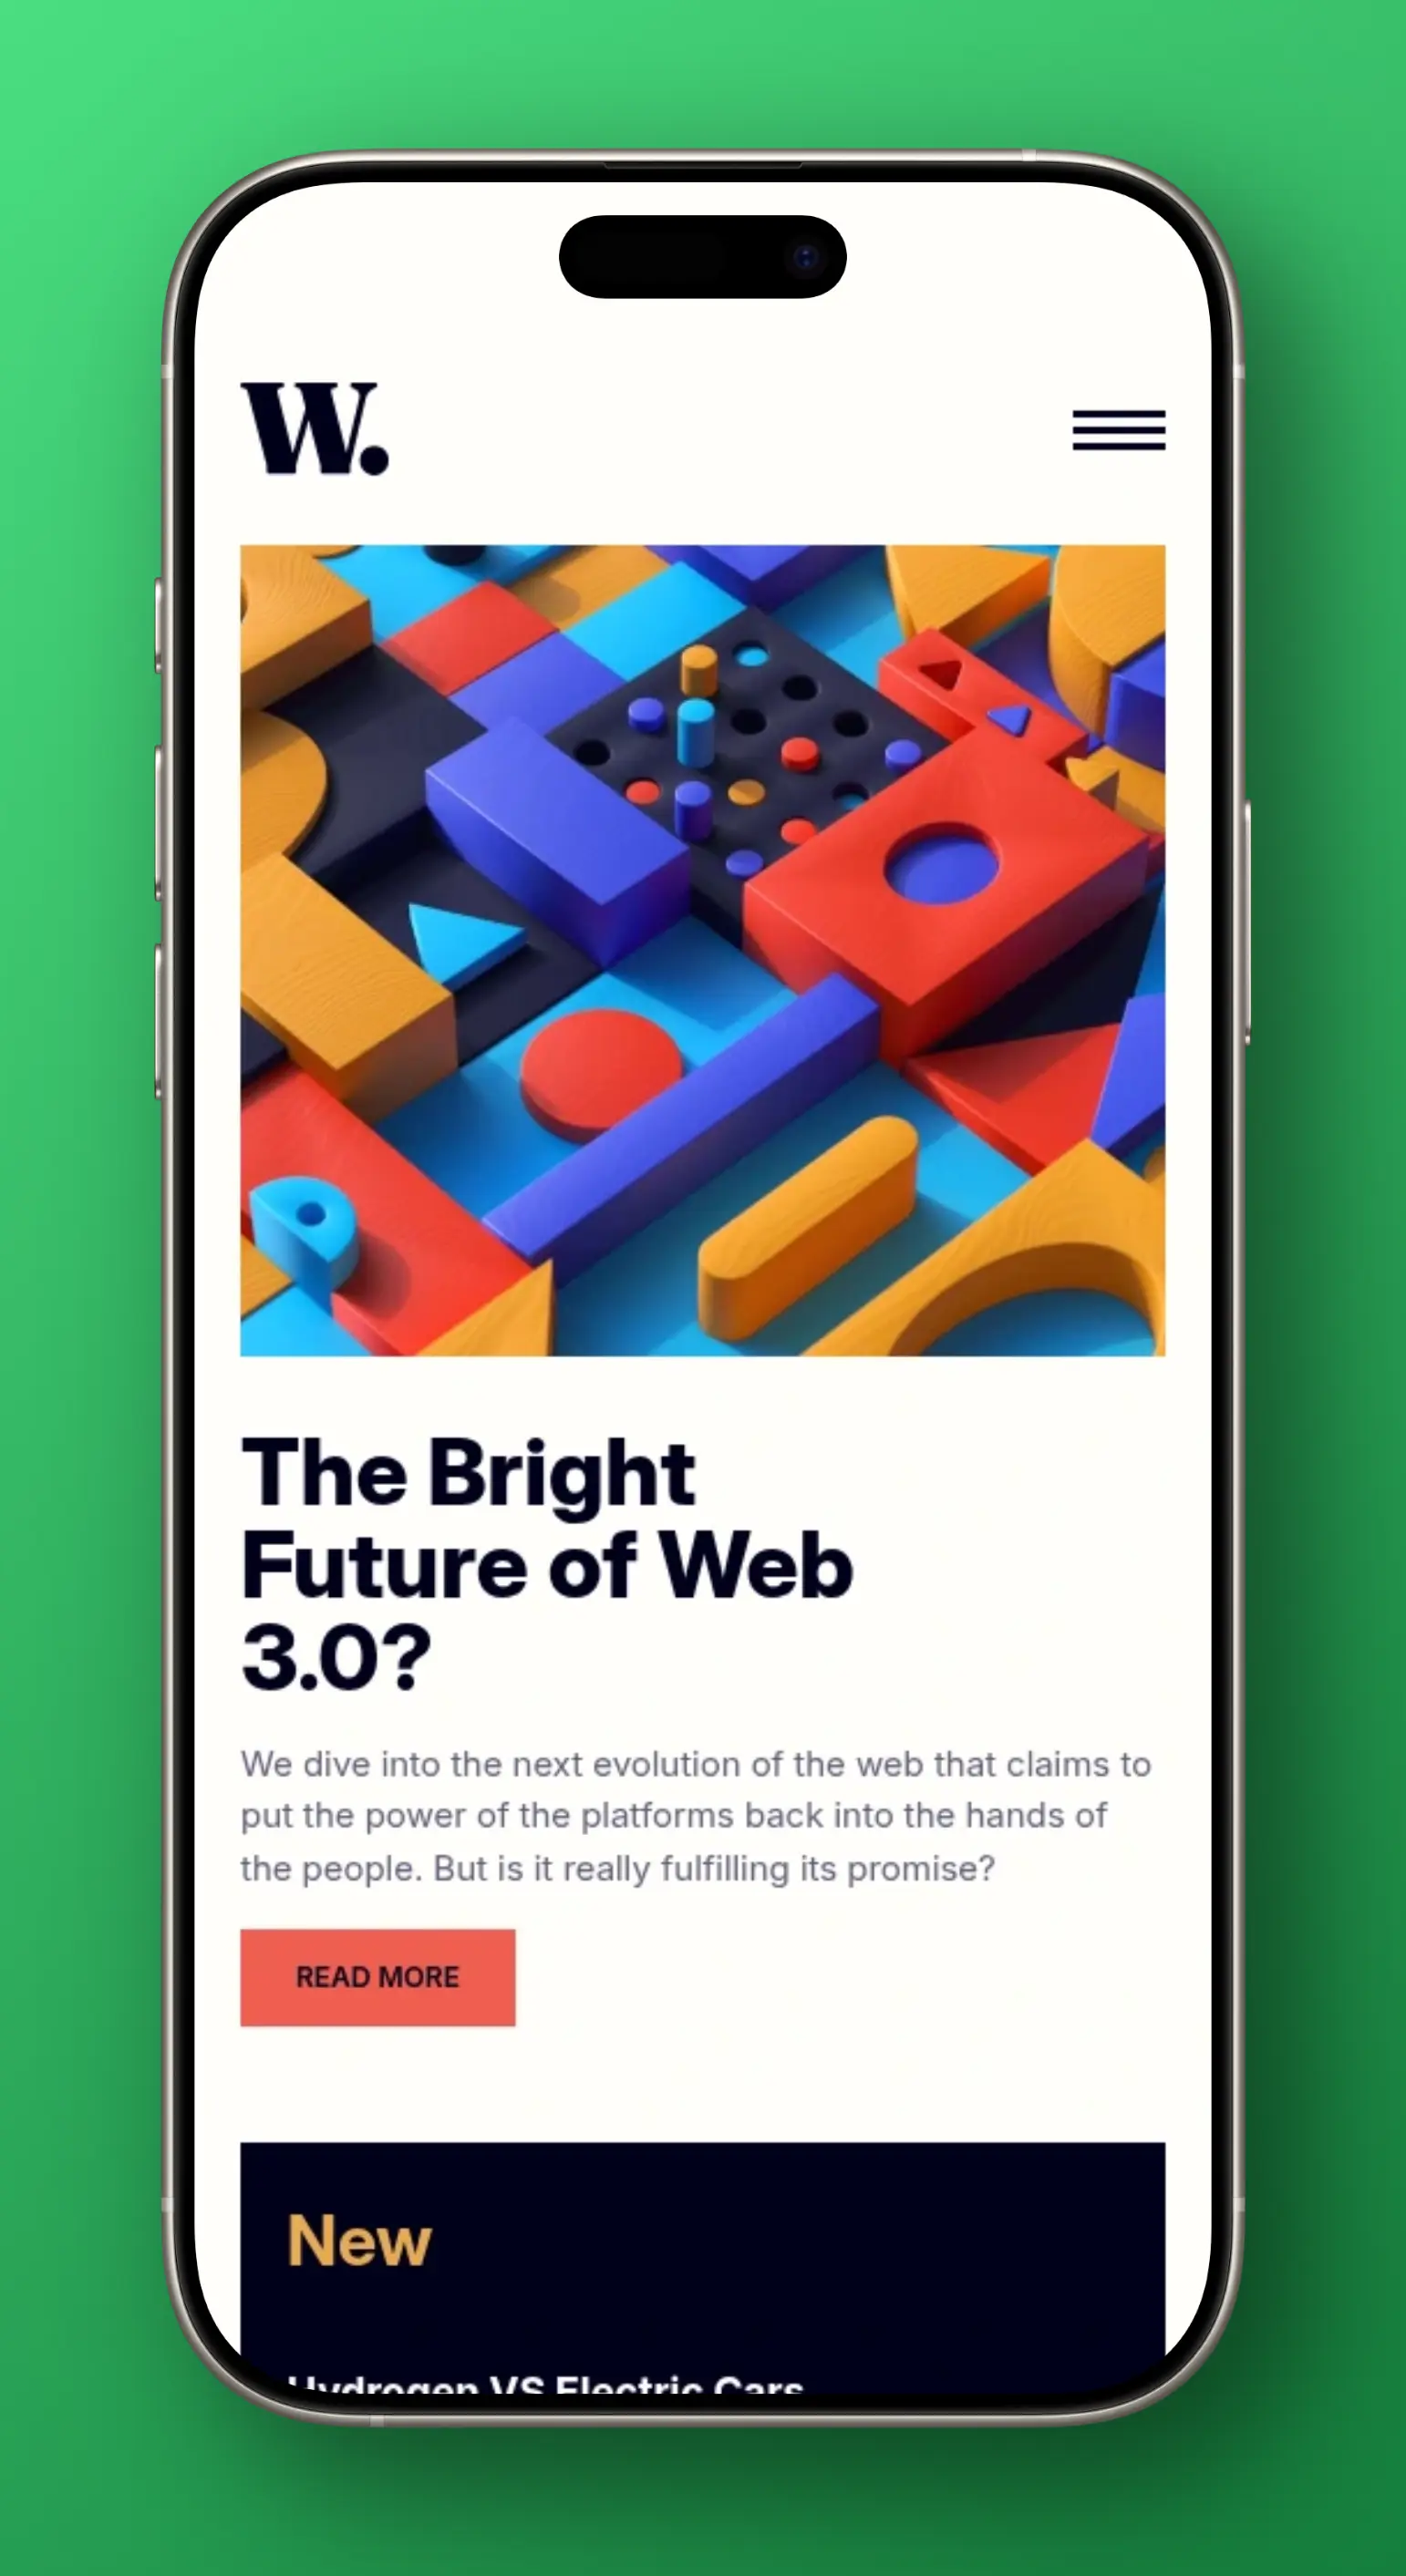 W.
The Bright
Future of Web
3.0?
We dive into the next evolution of the web that claims to
put the power of the platforms back into the hands of
the people. But is it really fulfilling its promise?
READ MORE
New
Hydrogen VS Electric Cars